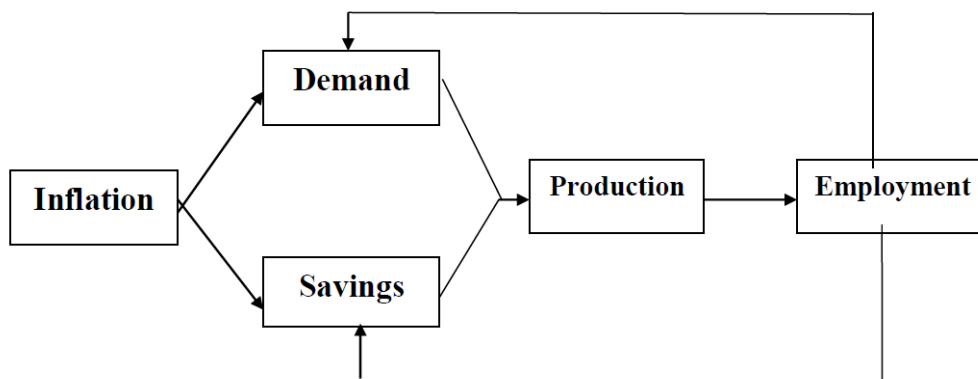 Demand
Inflation
Production
Employment
Savings